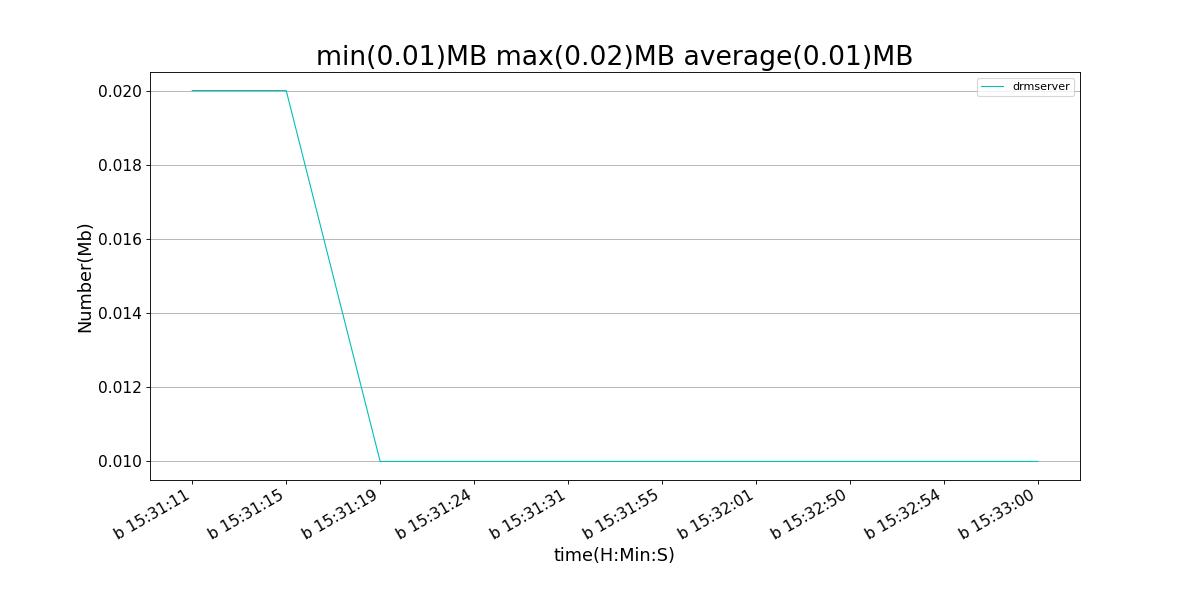 min(0.01)MB max(0.02)MB average(0.01)MB
drmserver
0.020
0.018
0.016
0.014
0.012
0.010
Number(Mb)
b 15:31:11
b 15:31:15
b 15:31:19
b 15:31:24
b 15:31:31
b 15:31:55
b 15:32:01
b 15:32:50
b 15:32:54
b 15:33:00
time(H:Min:S)